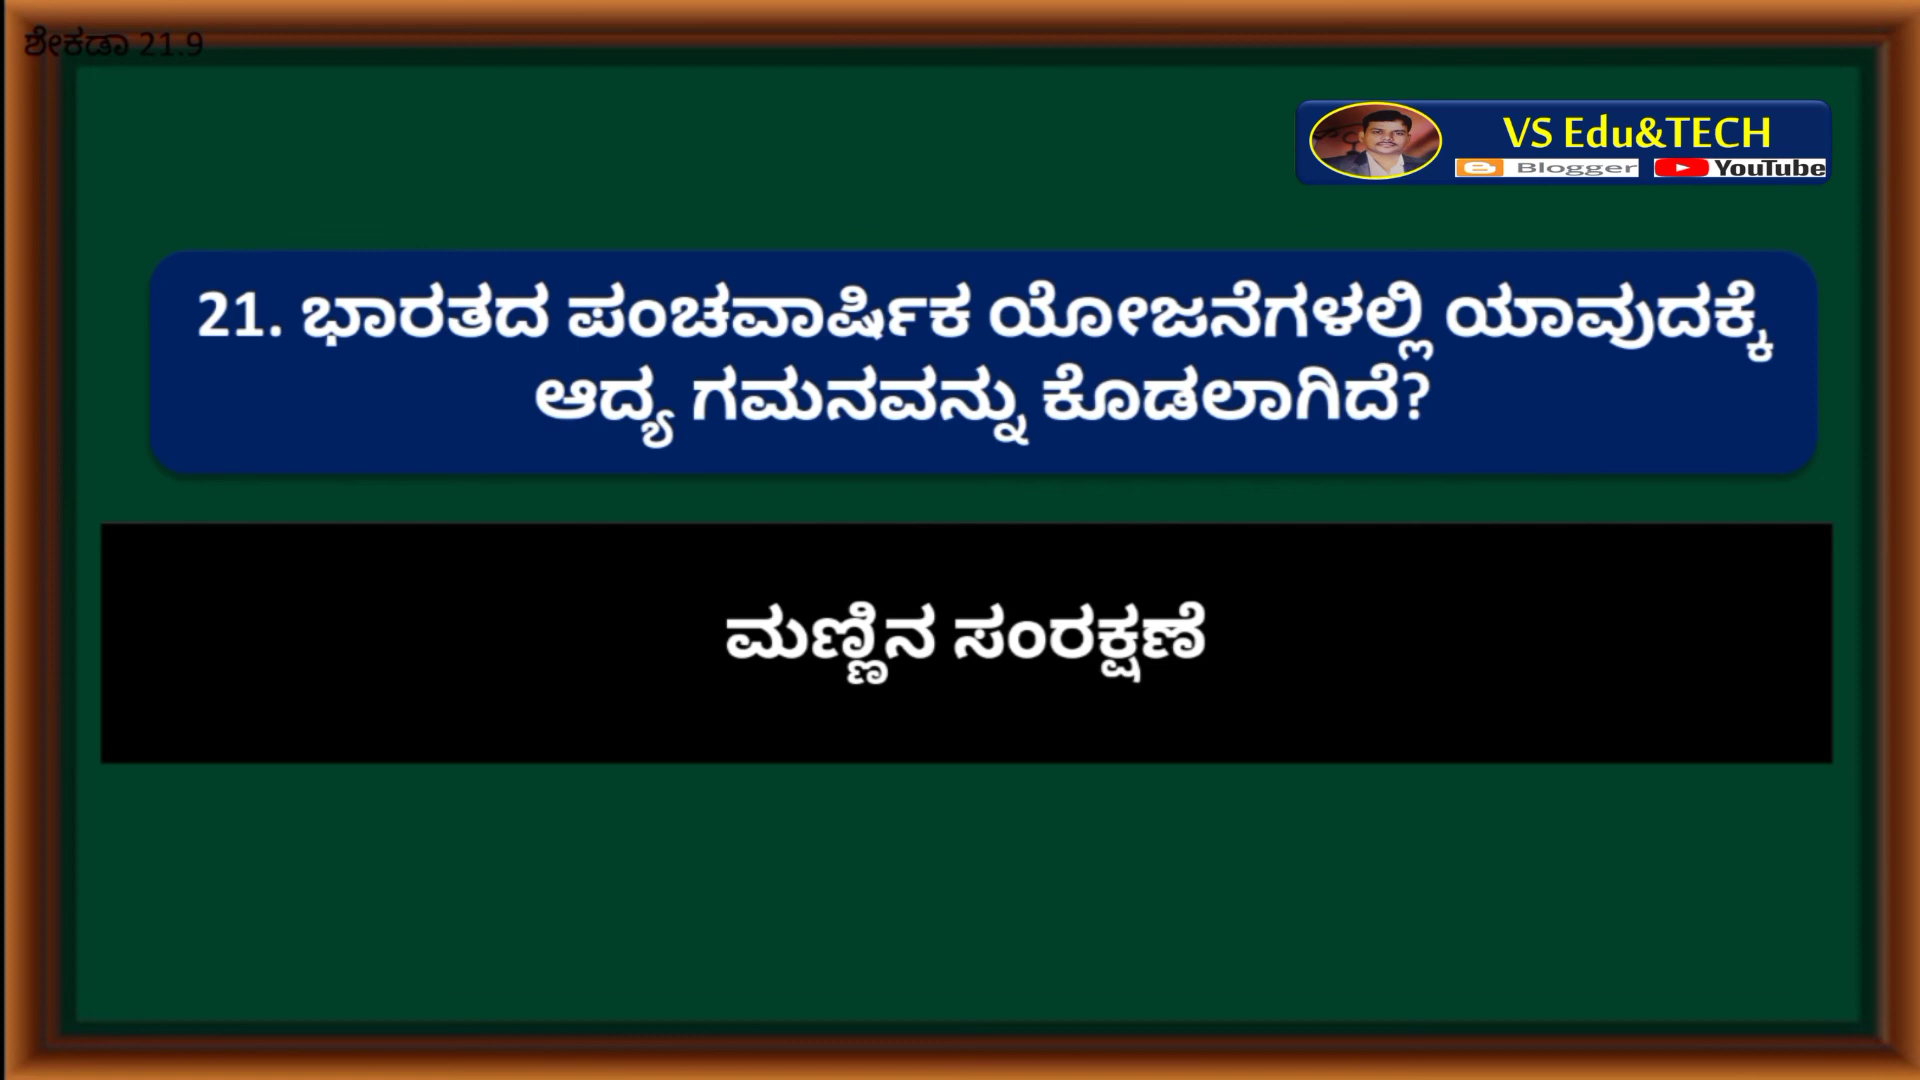 ಶೇಕಡಾ 21.9
VS Edu&TECH
Blogger YouTube
21. ಭಾರತದ ಪಂಚವಾರ್ಷಿಕ ಯೋಜನೆಗಳಲ್ಲಿ ಯಾವುದಕ್ಕೆ
ಆದ್ಯ ಗಮನವನ್ನು ಕೊಡಲಾಗಿದೆ?
ಮಣ್ಣಿನ ಸಂರಕ್ಷಣೆ